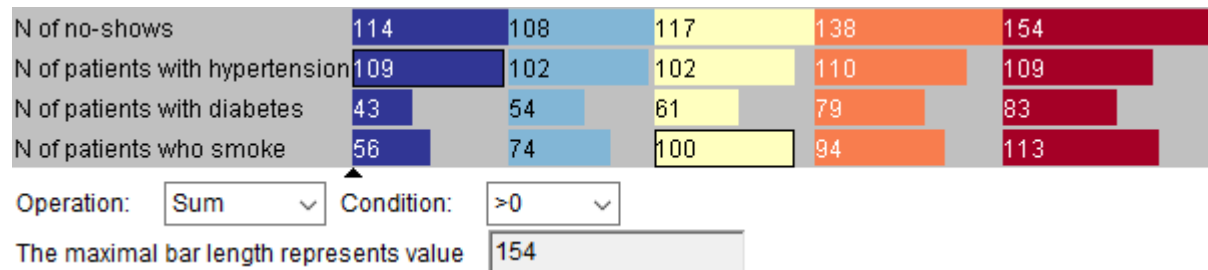 N of no-shows 114 108 117 138 154
N of patients with hypertension 109 102 102 110 109
N of patients with diabetes 43 54 61 79 83
N of patients who smoke 56 74 100 94 113
Operation: Sum Condition: >0
The maximal bar length represents value 154